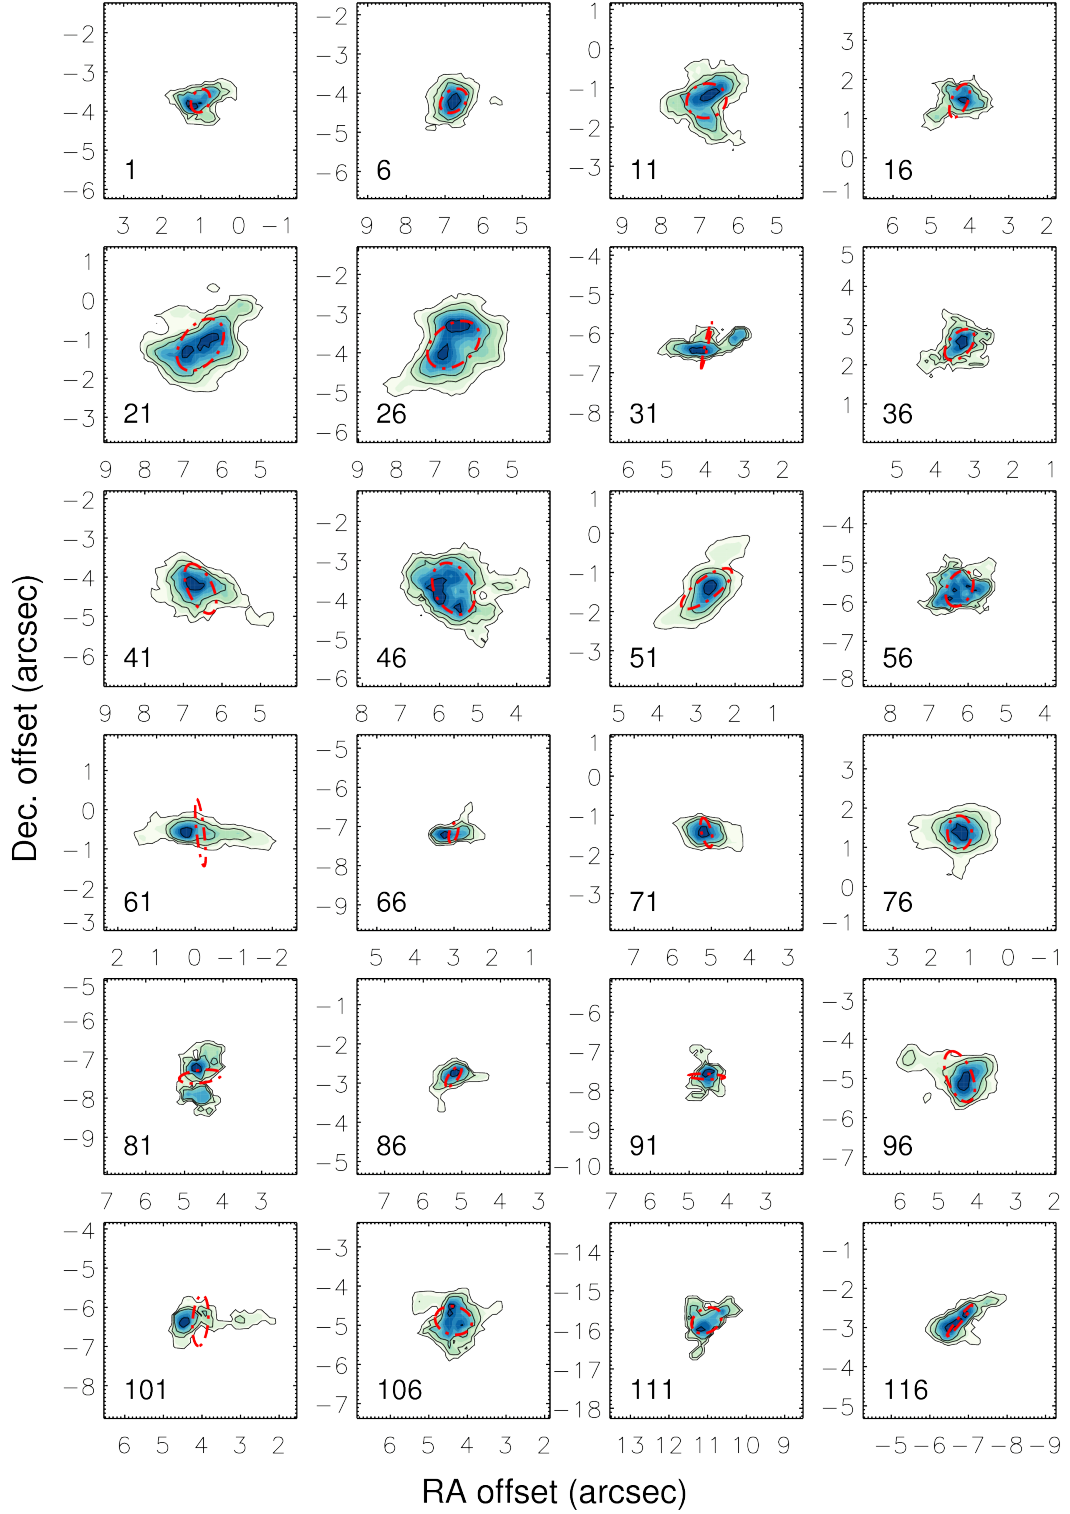 −2 −3 −4 −5 −6
1
3 2 1 0 −1
−2 −3 −4 −5 −6
6
9 8 7 6 5
1 0 −1 −2 −3
11
9 8 7 6 5
3 2 1 0 −1
16
6 5 4 3 2
1 0 −1 −2 −3
21
9 8 7 6 5
−2 −3 −4 −5 −6
26
9 8 7 6 5
−4 −5 −6 −7 −8
31
6 5 4 3 2
5 4 3 2 1
36
5 4 3 2 1
−2 −3 −4 −5 −6
41
9 8 7 6 5
−2 −3 −4 −5 −6
46
8 7 6 5 4
1 0 −1 −2 −3
51
5 4 3 2 1
−4 −5 −6 −7 −8
56
8 7 6 5 4
1 0 −1 −2 −3
61
2 1 0 −1 −2
−5 −6 −7 −8 −9
66
5 4 3 2 1
1 0 −1 −2 −3
71
7 6 5 4 3
3 2 1 0 −1
76
3 2 1 0 −1
−5 −6 −7 −8 −9
81
7 6 5 4 3
−1 −2 −3 −4 −5
86
7 6 5 4 3
−6 −7 −8 −9 −10
91
7 6 5 4 3
−3 −4 −5 −6 −7
96
6 5 4 3 2
−4 −5 −6 −7 −8
101
6 5 4 3 2
−3 −4 −5 −6 −7
106
6 5 4 3 2
−14 −15 −16 −17 −18
111
13 12 11 10 9
−1 −2 −3 −4 −5
116
−5 −6 −7 −8 −9
Dec. offset (arcsec)
RA offset (arcsec)